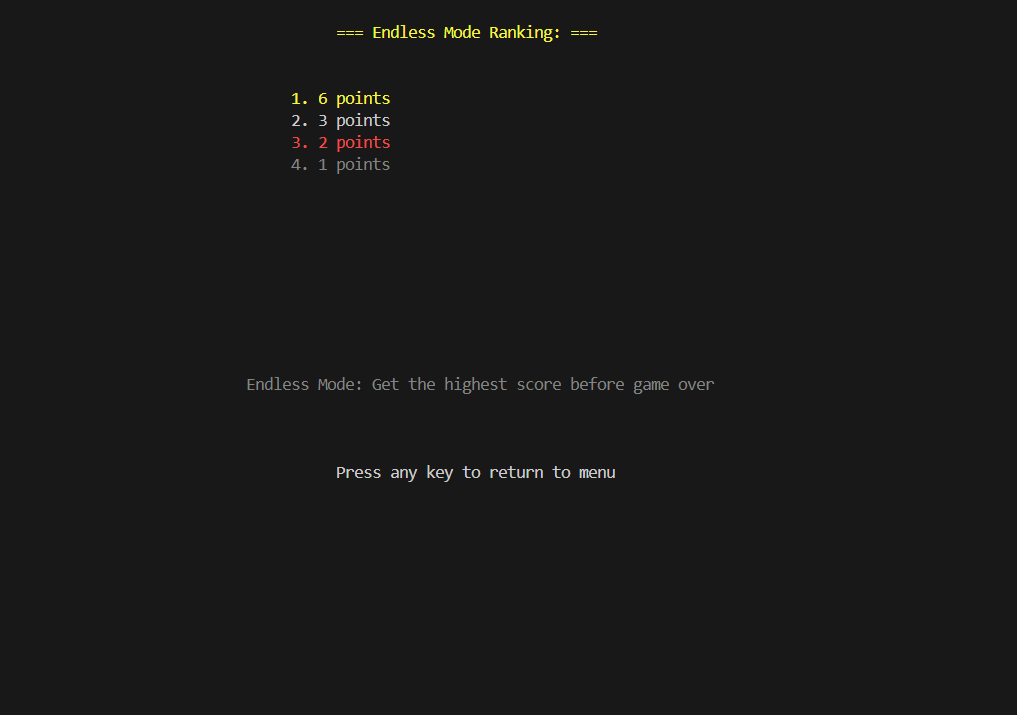 === Endless Mode Ranking: ===
1. 6 points
2. 3 points
3. 2 points
4. 1 points
Endless Mode: Get the highest score before game over
Press any key to return to menu